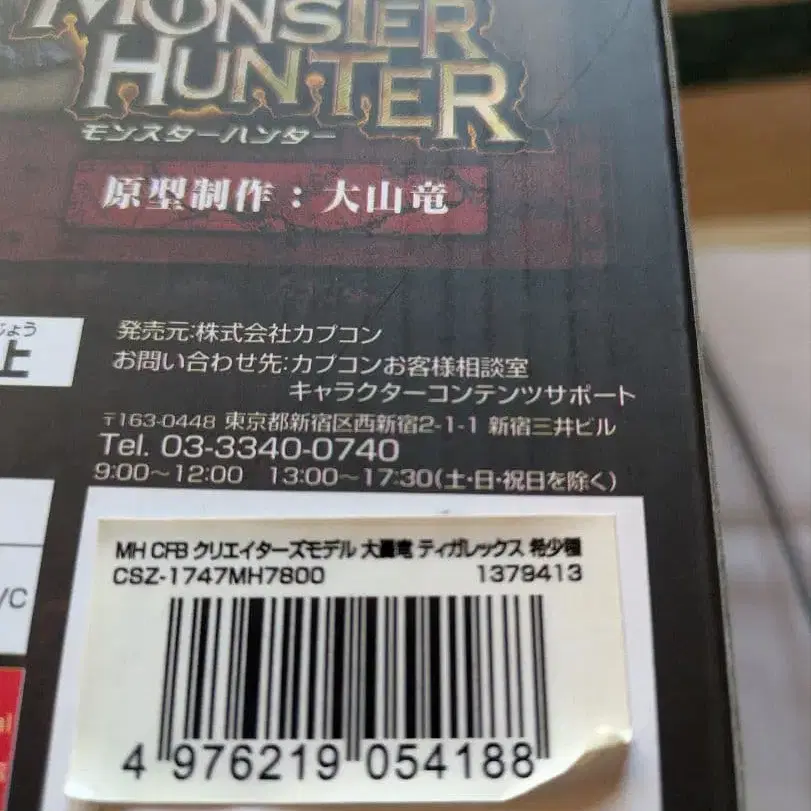 MONSTER
HUNTER
モンスターハンター
原型制作：大山竜
じょう
上
発売元:株式会社カプコン
お問い合わせ先:カプコンお客様相談室
キャラクターコンテンツサポート
〒163-0448 東京都新宿区西新宿2-1-1 新宿三井ビル
Tel. 03-3340-0740
9:00～12:00 13:00～17:30(土･日･祝日を除く)
/C
MH CFB クリエイターズモデル 大轟竜 ティガレックス 希少種
CSZ-1747MH7800 1379413
4 976219 054188